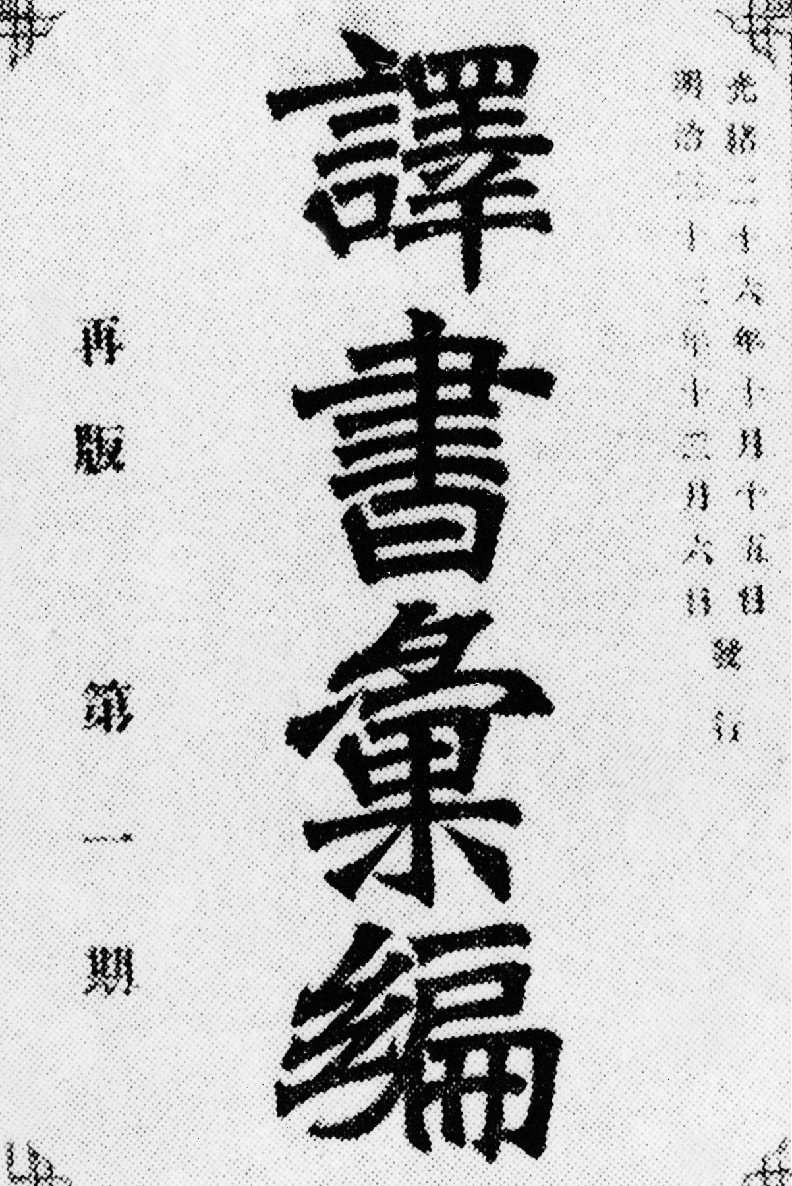 光緒二十六年十月十五日
明治三十三年十二月六日
發行
譯書彙編
再版 第一期